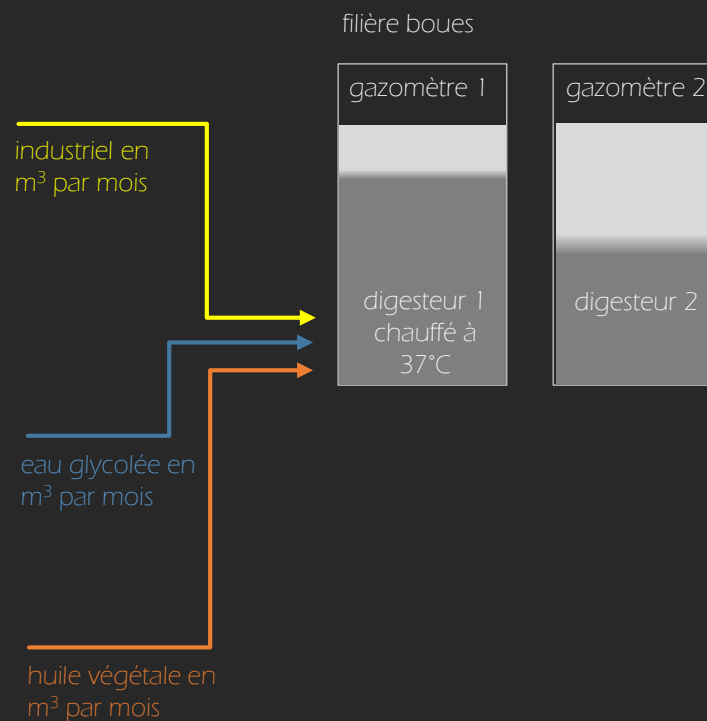 filière boues
gazomètre 1
gazomètre 2
industriel en
m³ par mois
digesteur 1
chauffé à
37°C
digesteur 2
eau glycolée en
m³ par mois
huile végétale en
m³ par mois